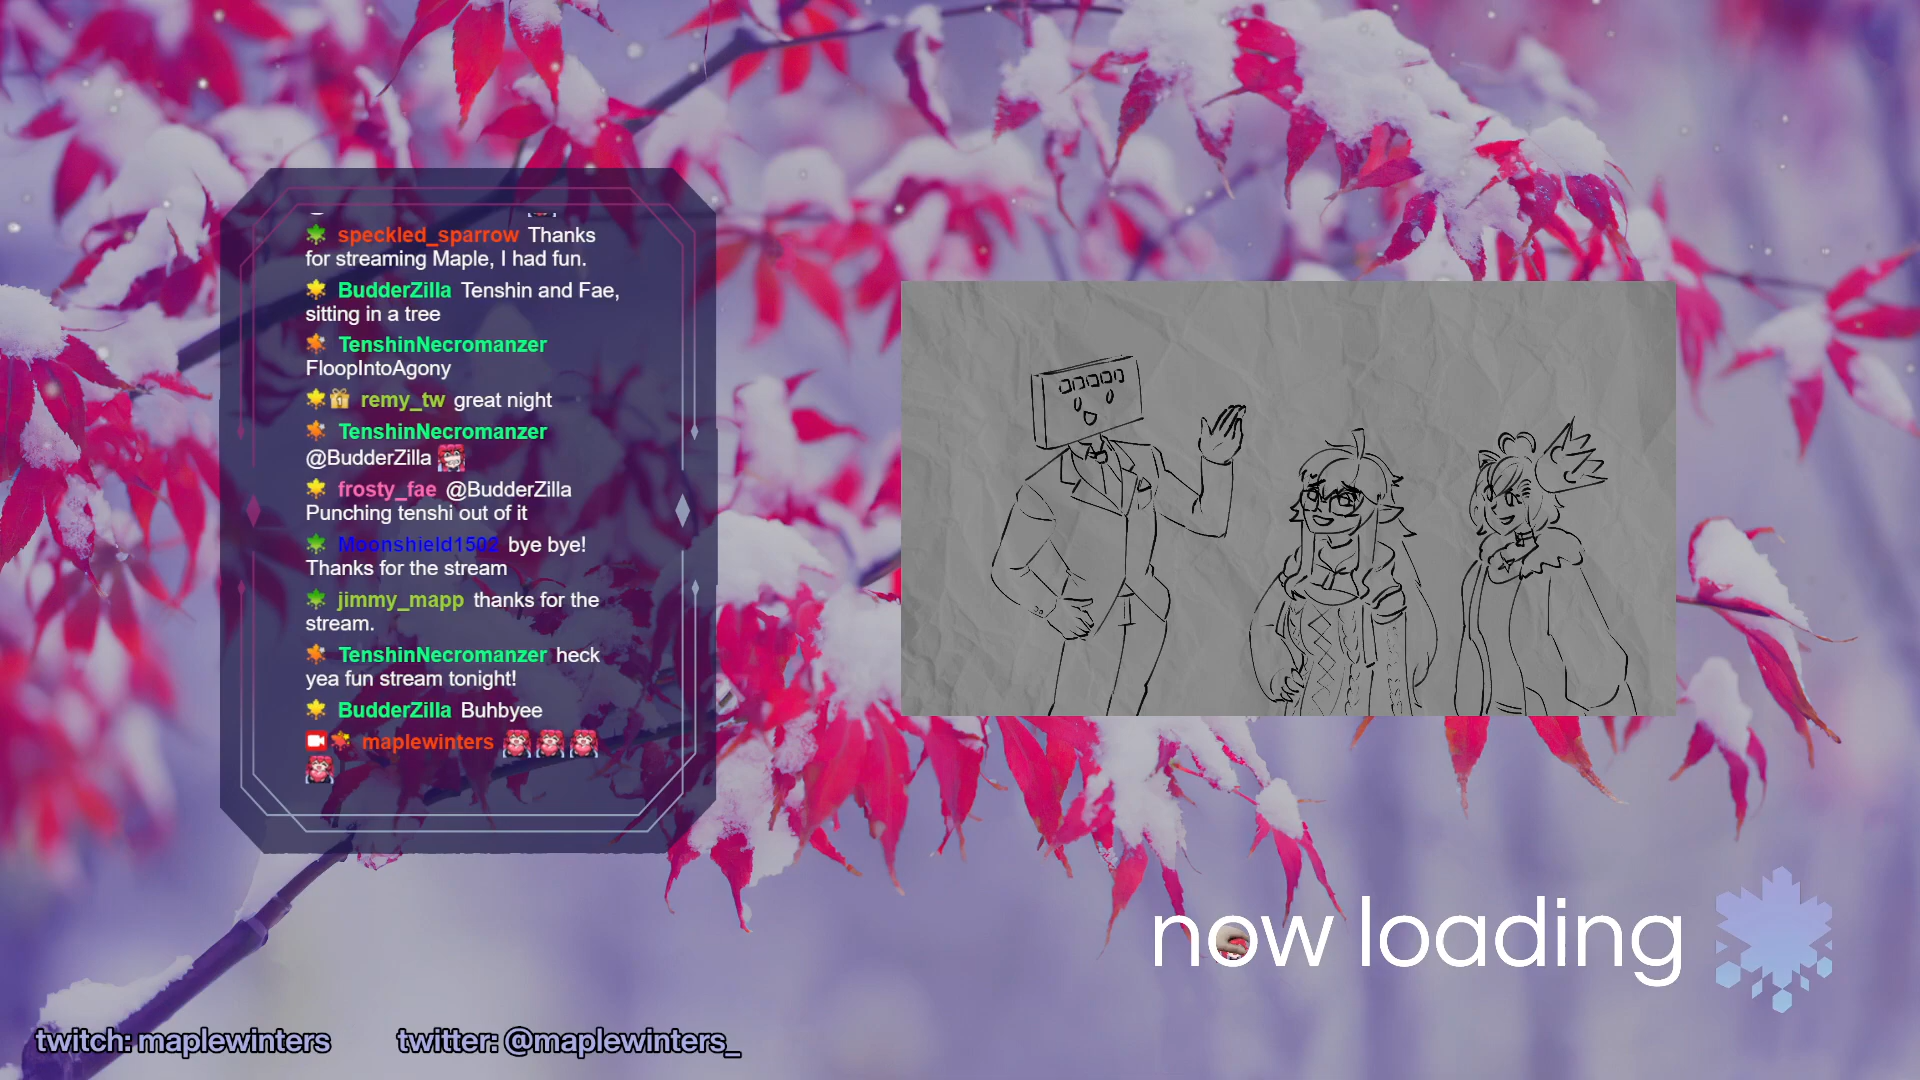 speckled_sparrow Thanks
for streaming Maple, I had fun.
BudderZilla Tenshin and Fae,
sitting in a tree
TenshinNecromanzer
FloopIntoAgony
remy_tw great night
TenshinNecromanzer
@BudderZilla
frosty_fae @BudderZilla
Punching tenshi out of it
Moonshield1502 bye bye!
Thanks for the stream
jimmy_mapp thanks for the
stream.
TenshinNecromanzer heck
yea fun stream tonight!
BudderZilla Buhbyee
maplewinters
now loading
twitch: maplewinters
twitter: @maplewinters_